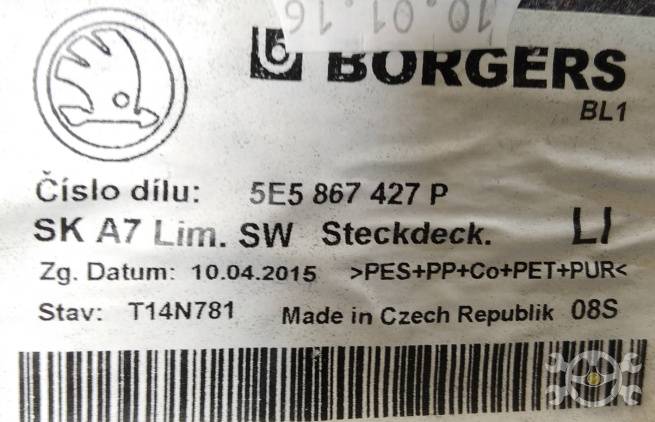 10.01.16
BORGERS
BL1
Číslo dílu: 5E5 867 427 P
SK A7 Lim. SW Steckdeck. LI
Zg. Datum: 10.04.2015 >PES+PP+Co+PET+PUR<
Stav: T14N781 Made in Czech Republik 08S